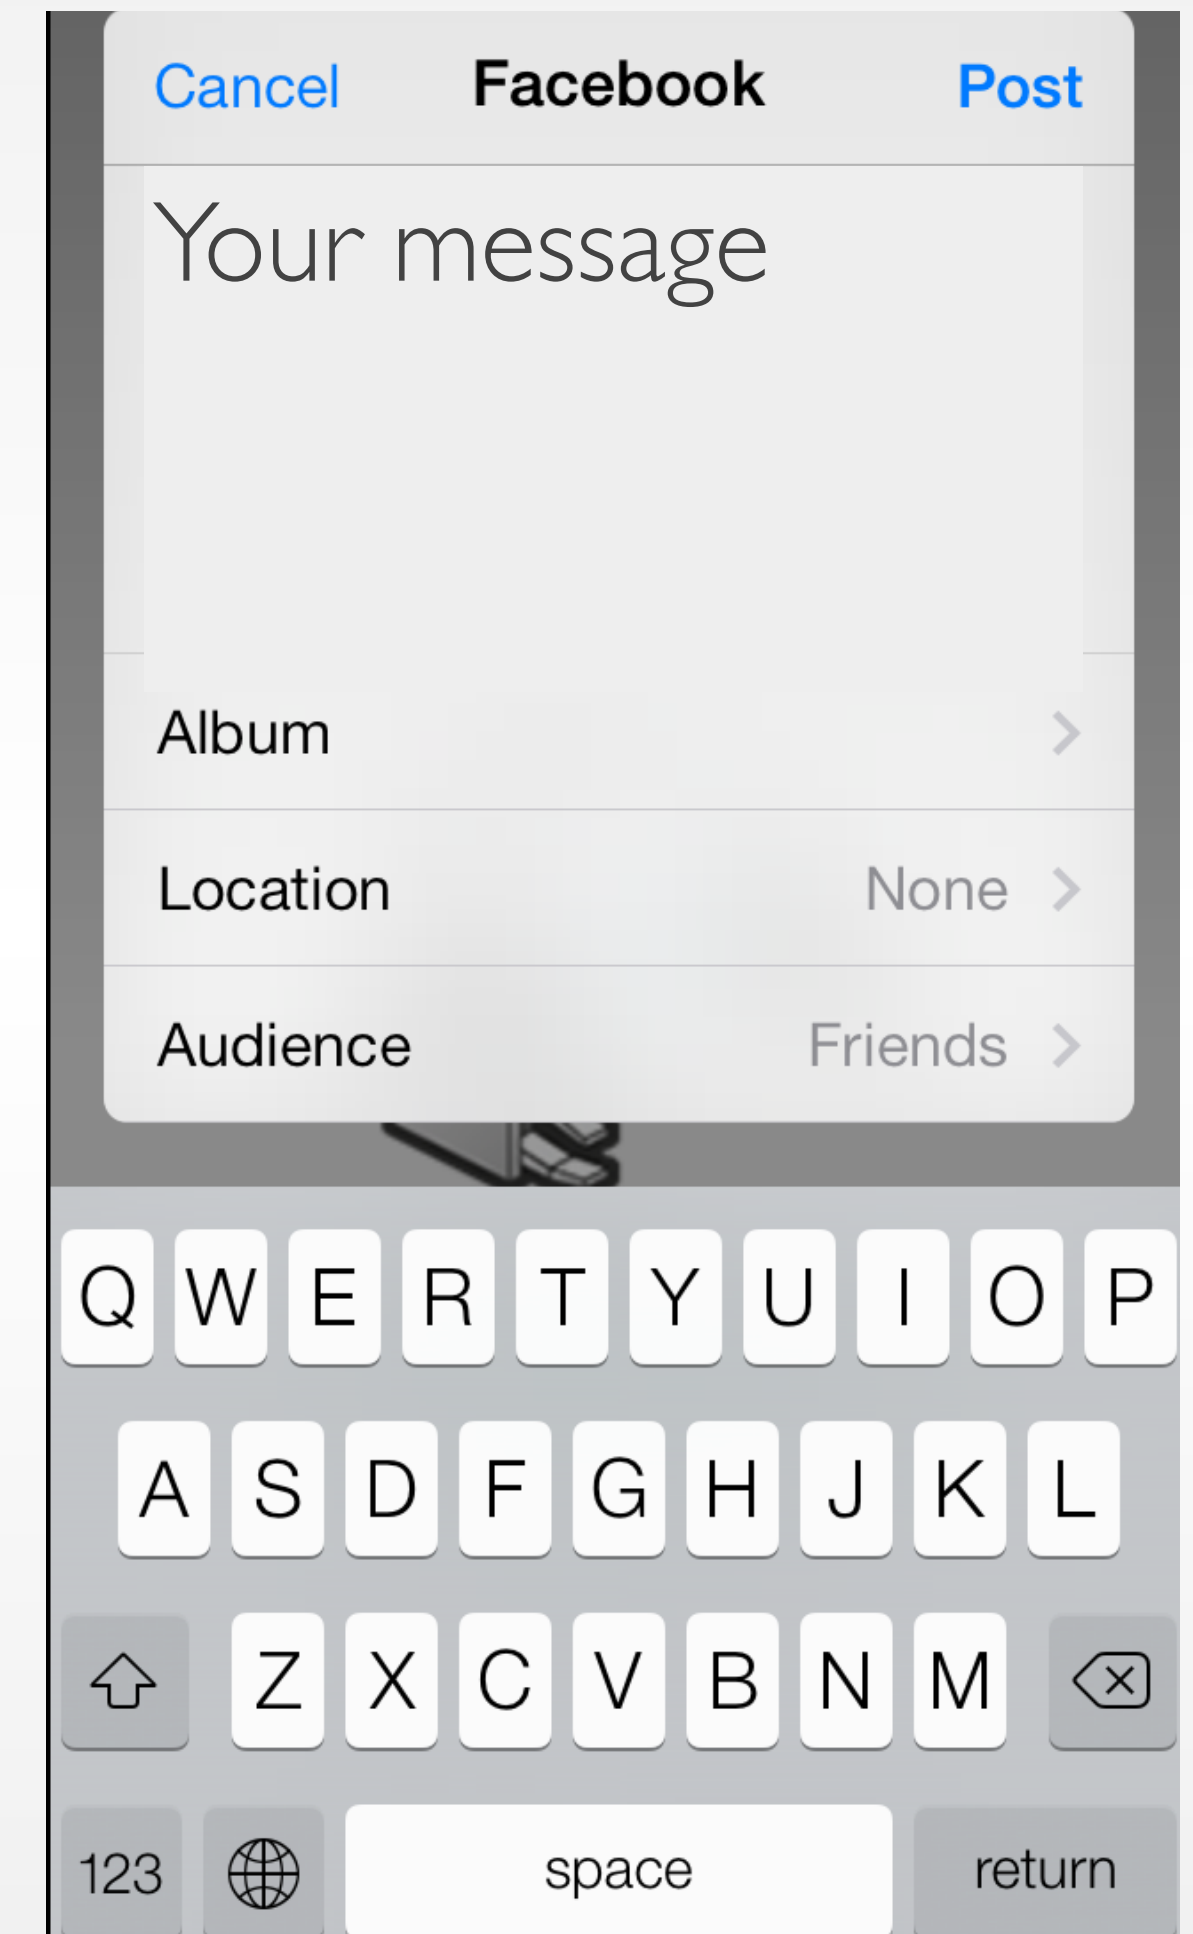 Cancel Facebook Post
Your message
Album
Location None
Audience Friends
Q W E R T Y U I O P
A S D F G H J K L
Z X C V B N M
123 space return